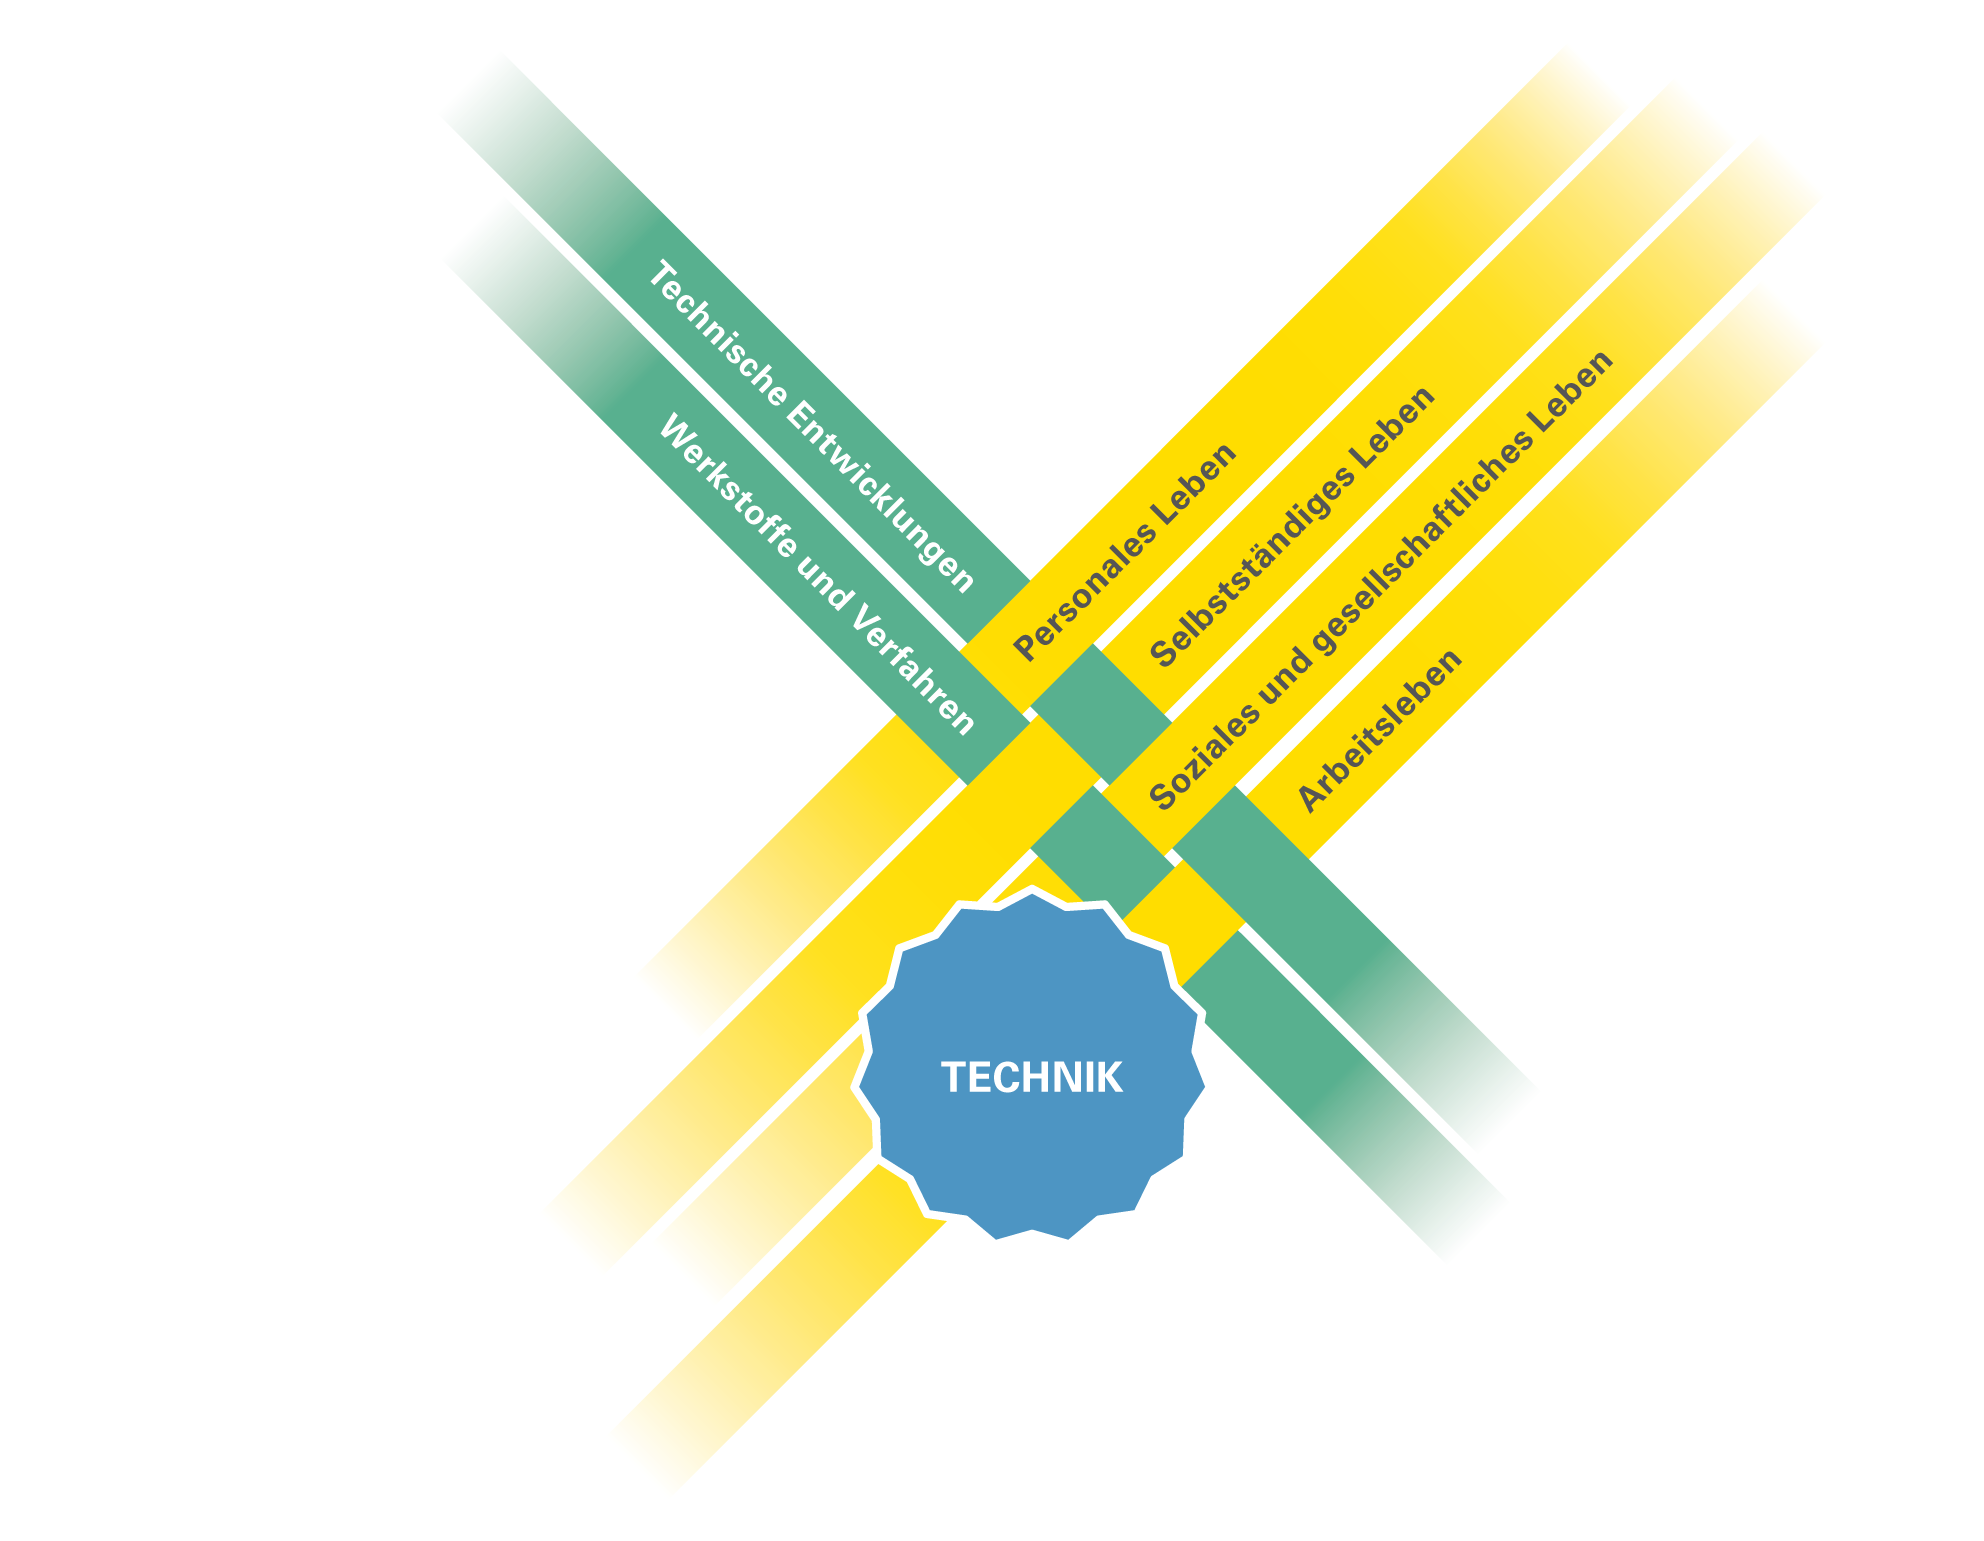 Technische Entwicklungen
Werkstoffe und Verfahren
Personales Leben
Selbstständiges Leben
Soziales und gesellschaftliches Leben
Arbeitsleben
TECHNIK